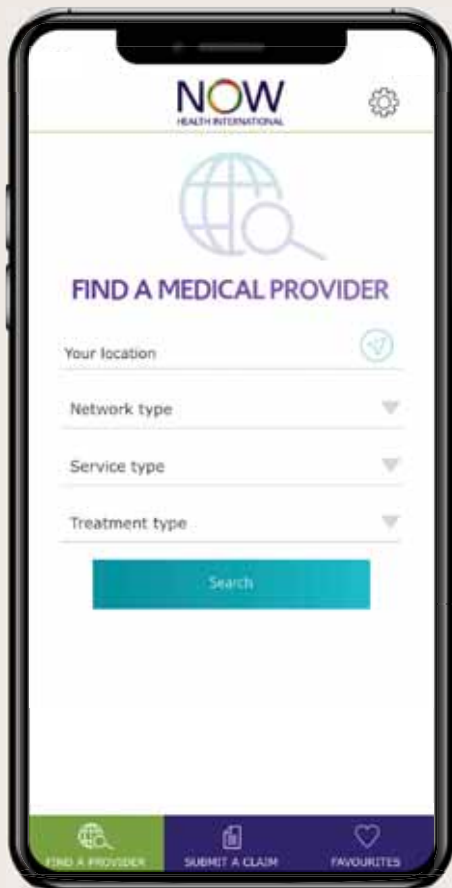 NOW
HEALTH INTERNATIONAL
FIND A MEDICAL PROVIDER
Your location
Network type
Service type
Treatment type
Search
FIND A PROVIDER
SUBMIT A CLAIM
FAVOURITES